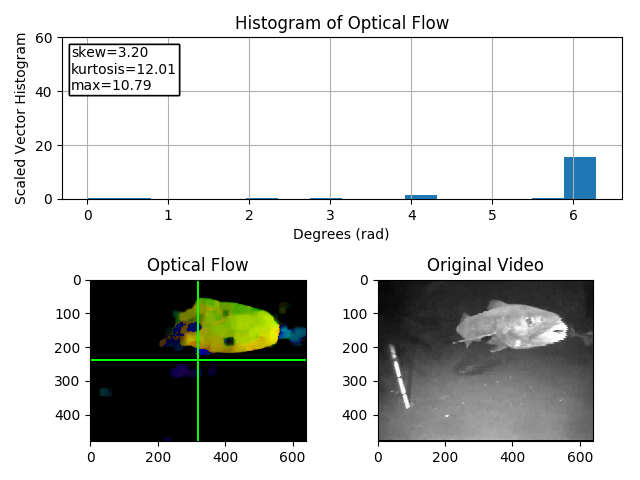 Histogram of Optical Flow
Scaled Vector Histogram
60
40
20
0
skew=3.20
kurtosis=12.01
max=10.79
0 1 2 3 4 5 6
Degrees (rad)
Optical Flow
0
100
200
300
400
0 200 400 600
Original Video
0
100
200
300
400
0 200 400 600